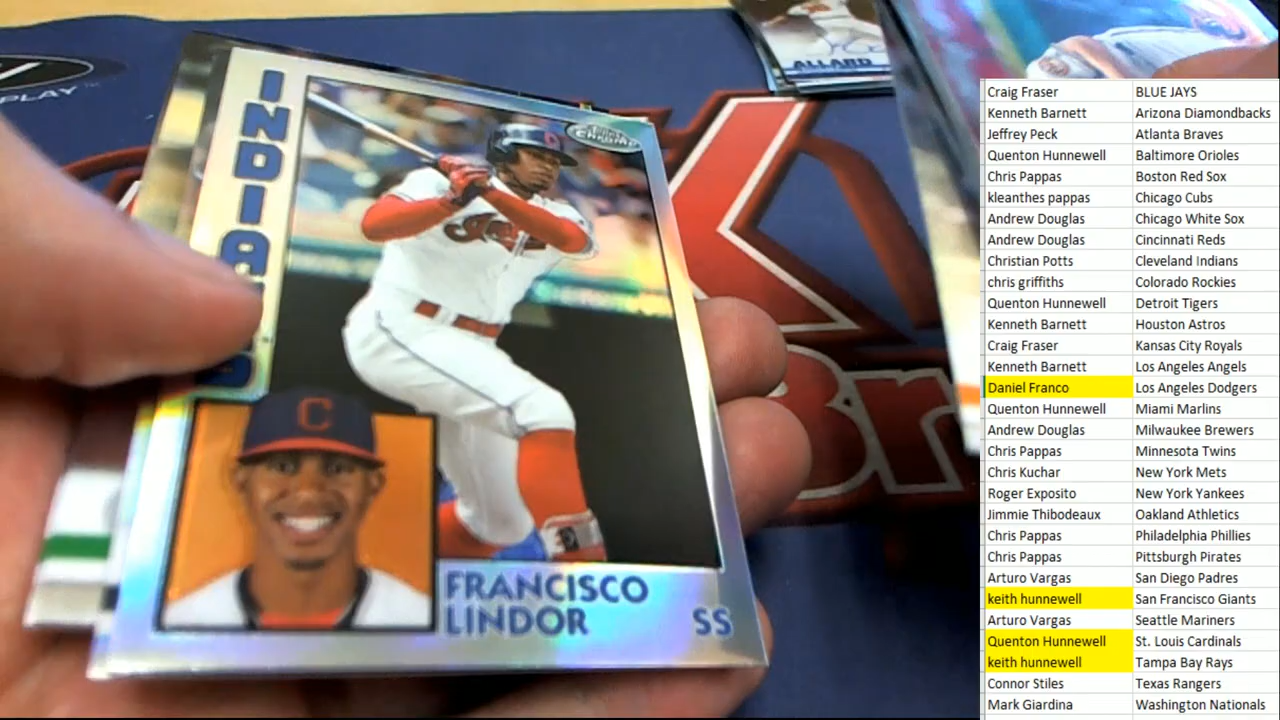 PLAY
INDIA
Topps
CHROME
C
FRANCISCO
LINDOR
SS
ALLARD
Br
Craig Fraser BLUE JAYS
Kenneth Barnett Arizona Diamondbacks
Jeffrey Peck Atlanta Braves
Quenton Hunnewell Baltimore Orioles
Chris Pappas Boston Red Sox
kleanthes pappas Chicago Cubs
Andrew Douglas Chicago White Sox
Andrew Douglas Cincinnati Reds
Christian Potts Cleveland Indians
chris griffiths Colorado Rockies
Quenton Hunnewell Detroit Tigers
Kenneth Barnett Houston Astros
Craig Fraser Kansas City Royals
Kenneth Barnett Los Angeles Angels
Daniel Franco Los Angeles Dodgers
Quenton Hunnewell Miami Marlins
Andrew Douglas Milwaukee Brewers
Chris Pappas Minnesota Twins
Chris Kuchar New York Mets
Roger Exposito New York Yankees
Jimmie Thibodeaux Oakland Athletics
Chris Pappas Philadelphia Phillies
Chris Pappas Pittsburgh Pirates
Arturo Vargas San Diego Padres
keith hunnewell San Francisco Giants
Arturo Vargas Seattle Mariners
Quenton Hunnewell St. Louis Cardinals
keith hunnewell Tampa Bay Rays
Connor Stiles Texas Rangers
Mark Giardina Washington Nationals